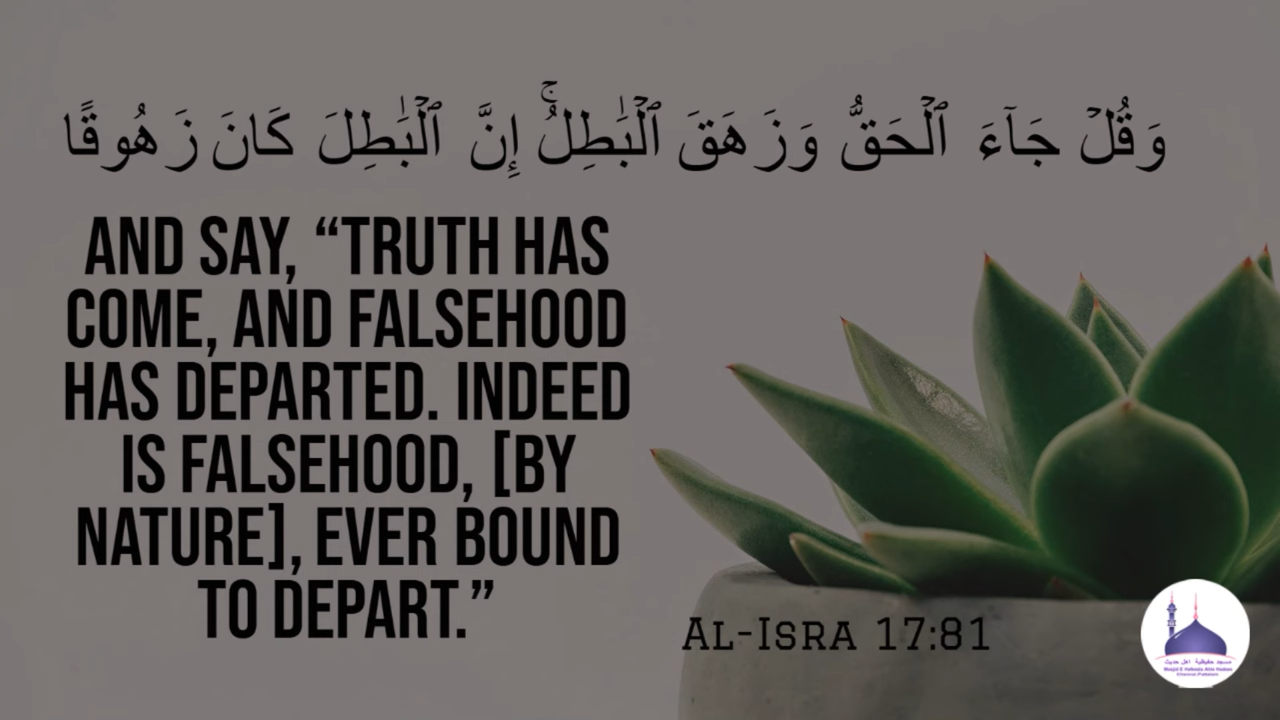 وَقُلْ جَآءَ ٱلْحَقُّ وَزَهَقَ ٱلْبَٰطِلُ ۚ إِنَّ ٱلْبَٰطِلَ كَانَ زَهُوقًا
AND SAY, “TRUTH HAS
COME, AND FALSEHOOD
HAS DEPARTED. INDEED
IS FALSEHOOD, [BY
NATURE], EVER BOUND
TO DEPART.”
AL-ISRA 17:81